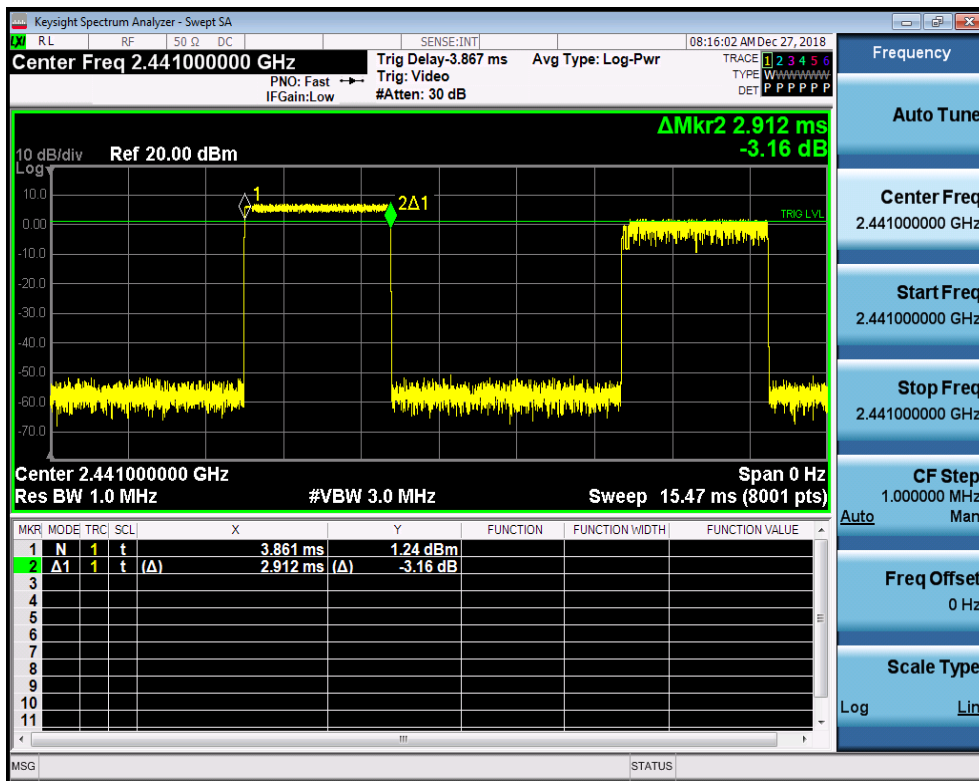 Keysight Spectrum Analyzer - Swept SA
LXI RL RF 50 Ω DC SENSE:INT 08:16:02 AM Dec 27, 2018
Center Freq 2.441000000 GHz
PNO: Fast
IFGain:Low
Trig Delay-3.867 ms
Trig: Video
#Atten: 30 dB
Avg Type: Log-Pwr
TRACE 1 2 3 4 5 6
TYPE WWWWWW
DET P P P P P P
ΔMkr2 2.912 ms
-3.16 dB
10 dB/div Ref 20.00 dBm
Log
10.0
0.00
-10.0
-20.0
-30.0
-40.0
-50.0
-60.0
-70.0
1
2Δ1
TRIG LVL
Center 2.441000000 GHz Span 0 Hz
Res BW 1.0 MHz #VBW 3.0 MHz Sweep 15.47 ms (8001 pts)
MKR MODE TRC SCL X Y FUNCTION FUNCTION WIDTH FUNCTION VALUE
1 N 1 t 3.861 ms 1.24 dBm
2 Δ1 1 t (Δ) 2.912 ms (Δ) -3.16 dB
3
4
5
6
7
8
9
10
11
MSG STATUS
Frequency
Auto Tune
Center Freq
2.441000000 GHz
Start Freq
2.441000000 GHz
Stop Freq
2.441000000 GHz
CF Step
1.000000 MHz
Auto Man
Freq Offset
0 Hz
Scale Type
Log Lin